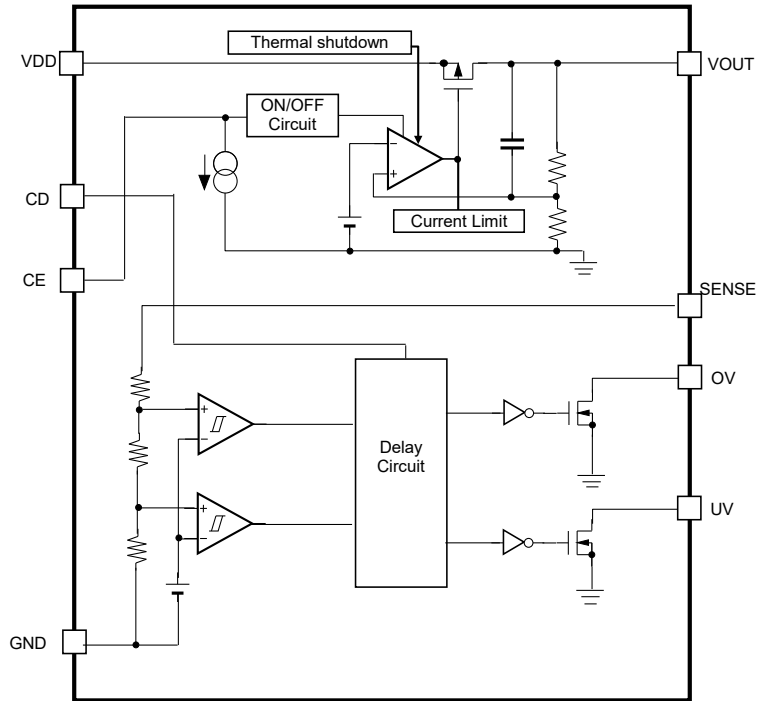 Thermal shutdown
VDD
VOUT
ON/OFF
Circuit
−
+
CD
Current Limit
CE
SENSE
OV
+
−
Delay
Circuit
UV
+
−
GND